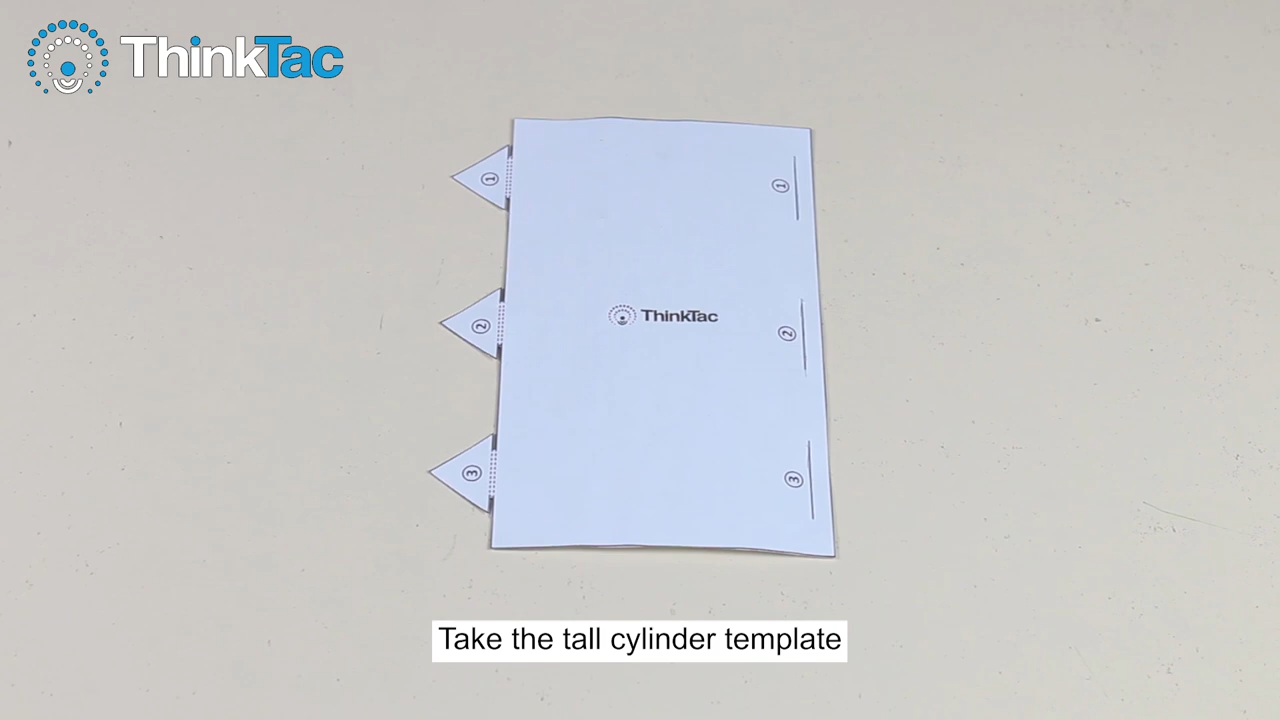 ThinkTac
① ①
ThinkTac
② ②
③ ③
Take the tall cylinder template